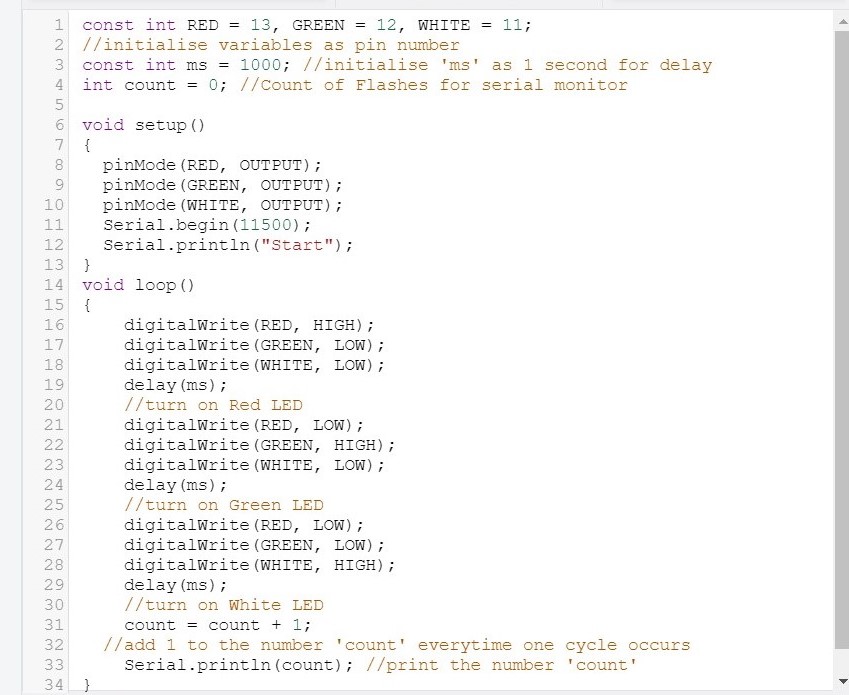 1 const int RED = 13, GREEN = 12, WHITE = 11;
2 //initialise variables as pin number
3 const int ms = 1000; //initialise 'ms' as 1 second for delay
4 int count = 0; //Count of Flashes for serial monitor
5
6 void setup()
7 {
8   pinMode(RED, OUTPUT);
9   pinMode(GREEN, OUTPUT);
10   pinMode(WHITE, OUTPUT);
11   Serial.begin(11500);
12   Serial.println("Start");
13 }
14 void loop()
15 {
16     digitalWrite(RED, HIGH);
17     digitalWrite(GREEN, LOW);
18     digitalWrite(WHITE, LOW);
19     delay(ms);
20     //turn on Red LED
21     digitalWrite(RED, LOW);
22     digitalWrite(GREEN, HIGH);
23     digitalWrite(WHITE, LOW);
24     delay(ms);
25     //turn on Green LED
26     digitalWrite(RED, LOW);
27     digitalWrite(GREEN, LOW);
28     digitalWrite(WHITE, HIGH);
29     delay(ms);
30     //turn on White LED
31     count = count + 1;
32   //add 1 to the number 'count' everytime one cycle occurs
33     Serial.println(count); //print the number 'count'
34 }